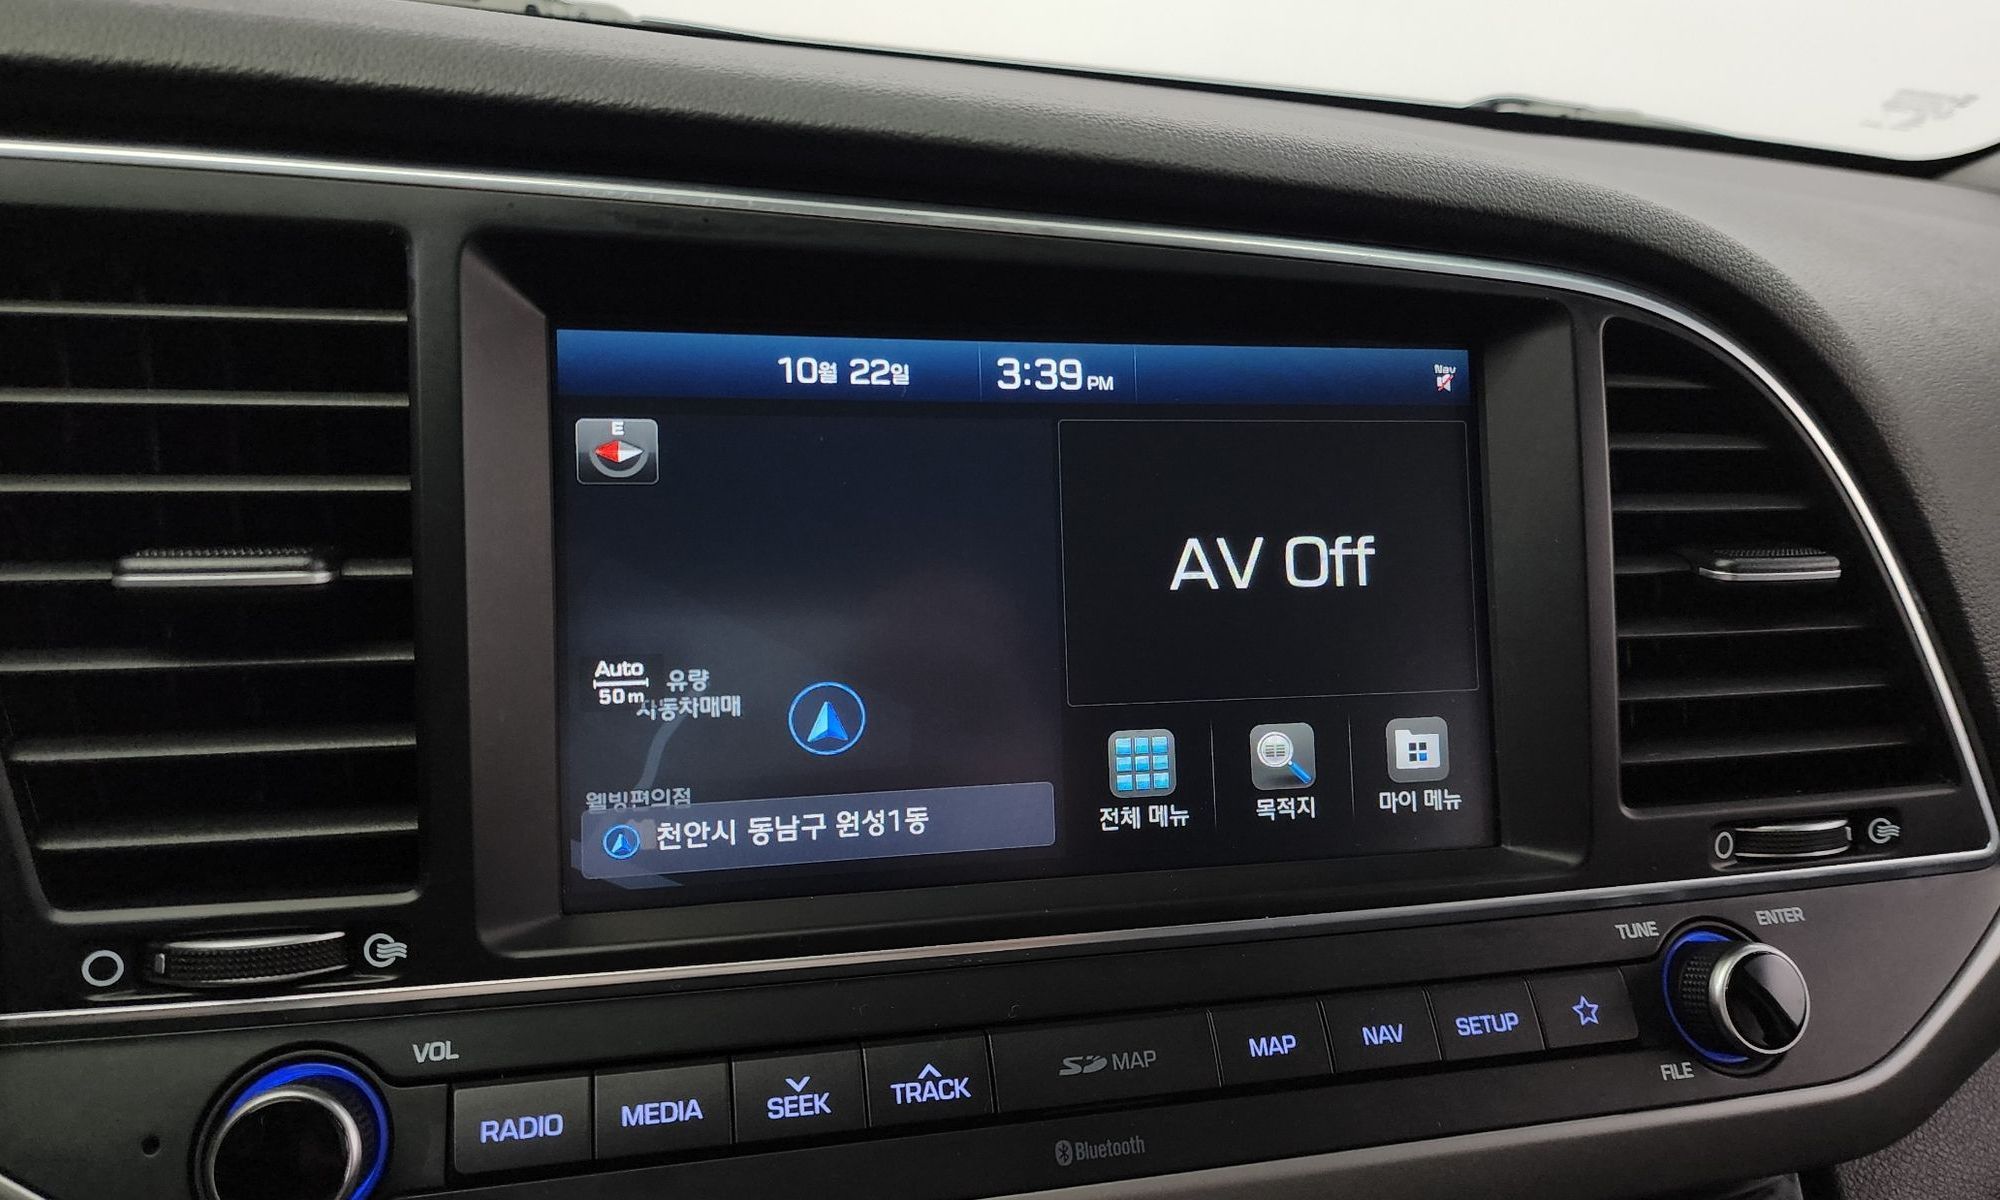 10월 22일
3:39 PM
Nav
E
AV Off
Auto
50 m
유량
자동차매매
웰빙편의점
천안시 동남구 원성1동
전체 메뉴
목적지
마이 메뉴
TUNE
ENTER
VOL
RADIO
MEDIA
SEEK
TRACK
SD MAP
MAP
NAV
SETUP
FILE
Bluetooth